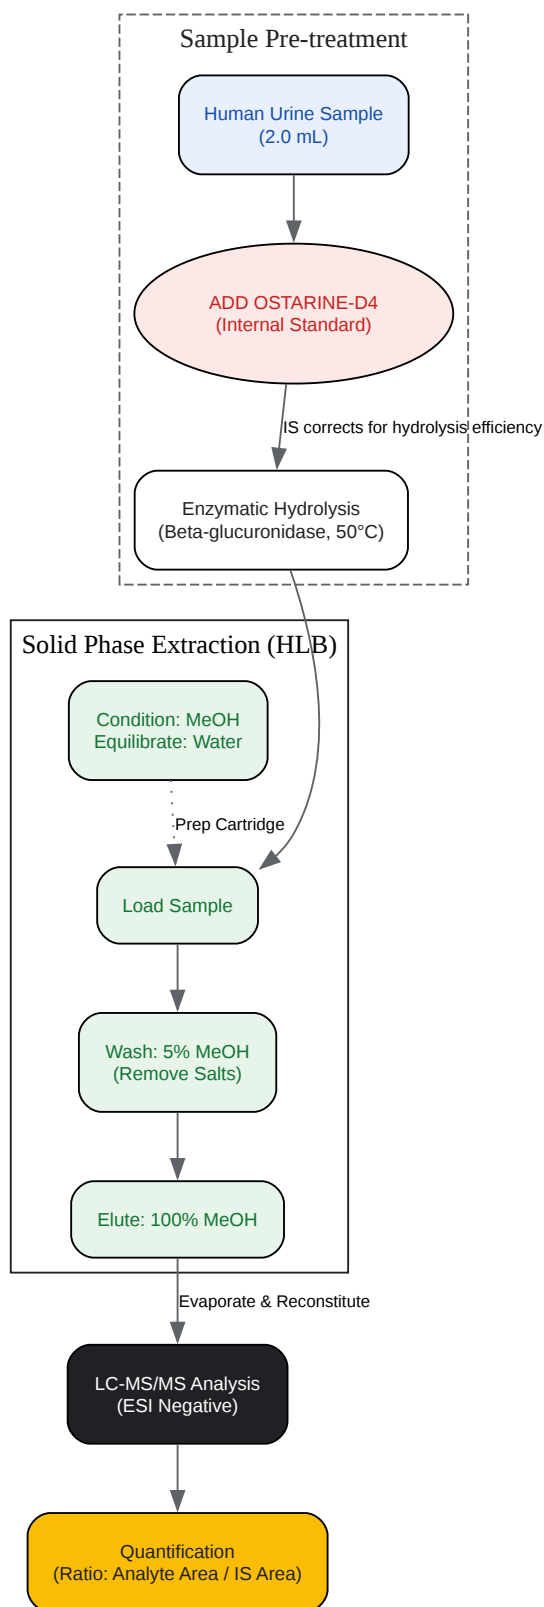 Sample Pre-treatment
Human Urine Sample
(2.0 mL)
ADD OSTARINE-D4
(Internal Standard)
IS corrects for hydrolysis efficiency
Enzymatic Hydrolysis
(Beta-glucuronidase, 50°C)
Solid Phase Extraction (HLB)
Condition: MeOH
Equilibrate: Water
Prep Cartridge
Load Sample
Wash: 5% MeOH
(Remove Salts)
Elute: 100% MeOH
Evaporate & Reconstitute
LC-MS/MS Analysis
(ESI Negative)
Quantification
(Ratio: Analyte Area / IS Area)